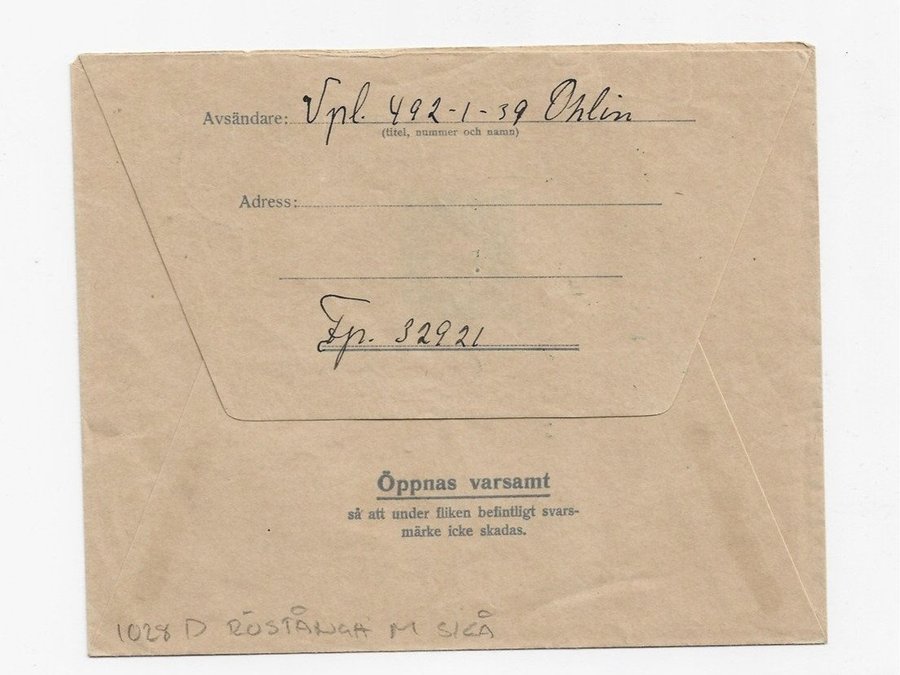 Avsändare: Vpl. 492-1-39 Ohlin
(titel, nummer och namn)
Adress:
Fp. 32921
Öppnas varsamt
så att under fliken befintligt svars-
märke icke skadas.
1028 D RÖSTÅNGA M SKÅ